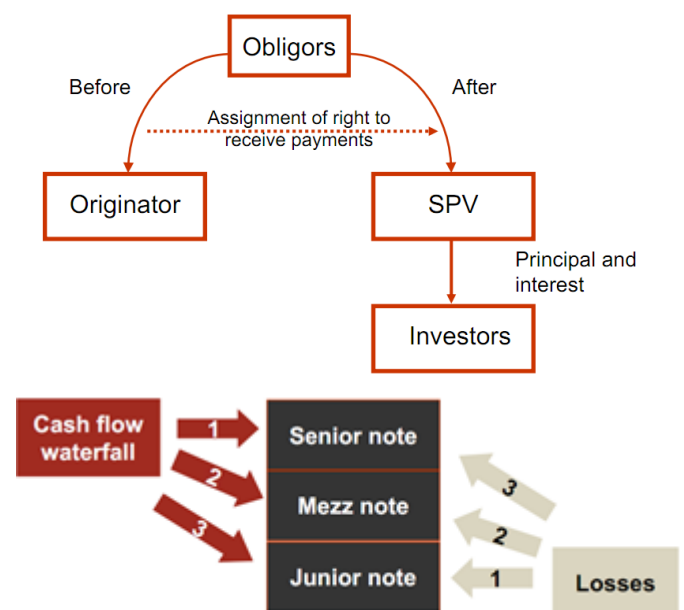 Obligors
Before
After
Assignment of right to
receive payments
Originator
SPV
Principal and
interest
Investors
Cash flow
waterfall
1
2
3
Senior note
Mezz note
Junior note
3
2
1
Losses